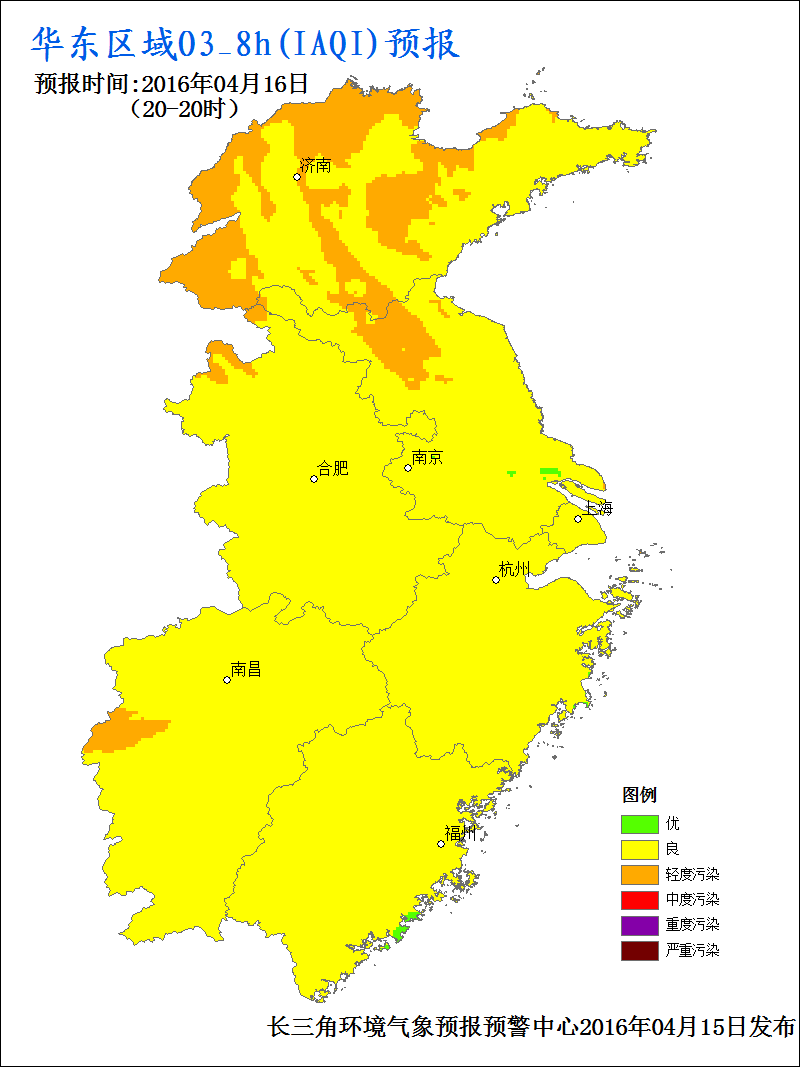 华东区域O3_8h(IAQI)预报
预报时间:2016年04月16日
(20-20时)
济南
南京
合肥
上海
杭州
南昌
福州
图例
优
良
轻度污染
中度污染
重度污染
严重污染
长三角环境气象预报预警中心2016年04月15日发布